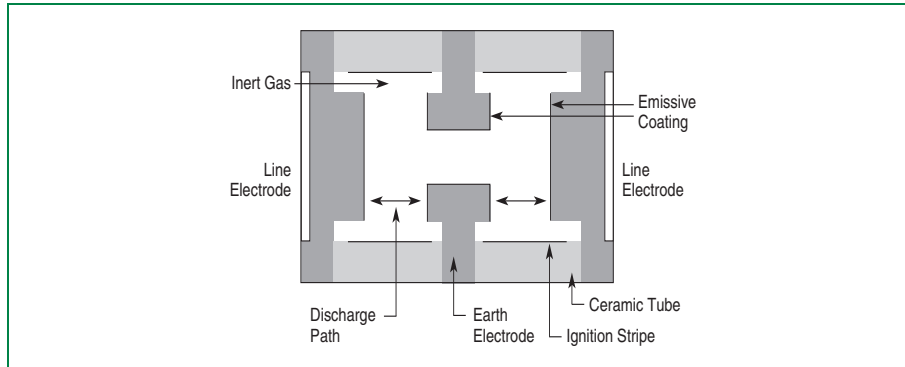 Inert Gas
Emissive
Coating
Line
Electrode
Line
Electrode
Discharge
Path
Earth
Electrode
Ceramic Tube
Ignition Stripe